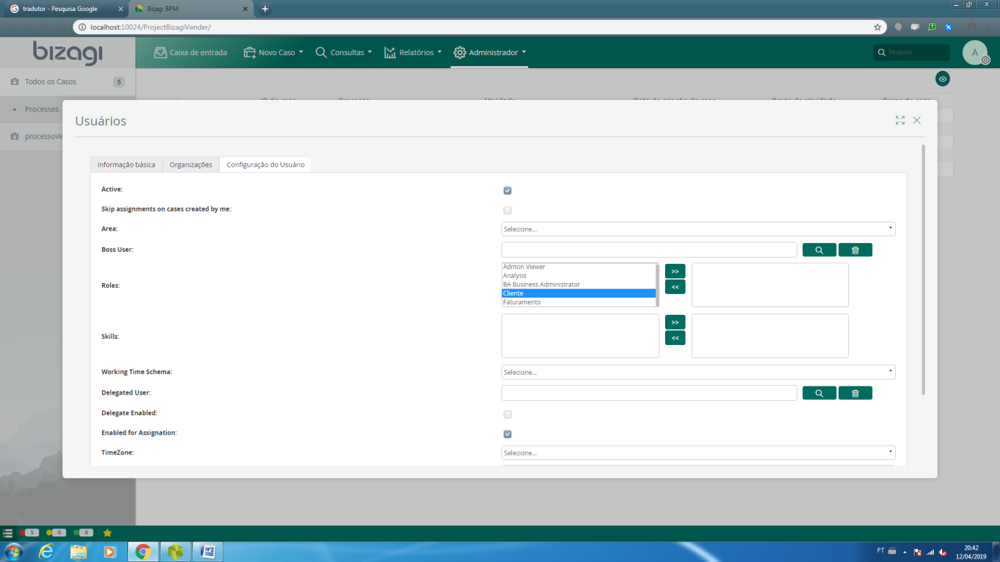 tradutor - Pesquisa Google
Bizagi BPM
localhost:10024/ProjectBizagiVender/
bizagi
Caixa de entrada
Novo Caso
Consultas
Relatórios
Administrador
Pesquisar
A
Todos os Casos
5
Processes
processoVe
Usuários
Informação básica
Organizações
Configuração do Usuário
Active:
Skip assignments on cases created by me:
Area:
Selecione...
Boss User:
Roles:
Admon Viewer
Analysis
BA Business Administrator
Cliente
Faturamento
>>
<<
Skills:
>>
<<
Working Time Schema:
Selecione...
Delegated User:
Delegate Enabled:
Enabled for Assignation:
TimeZone:
Selecione...
5
0
0
PT
20:42
12/04/2019